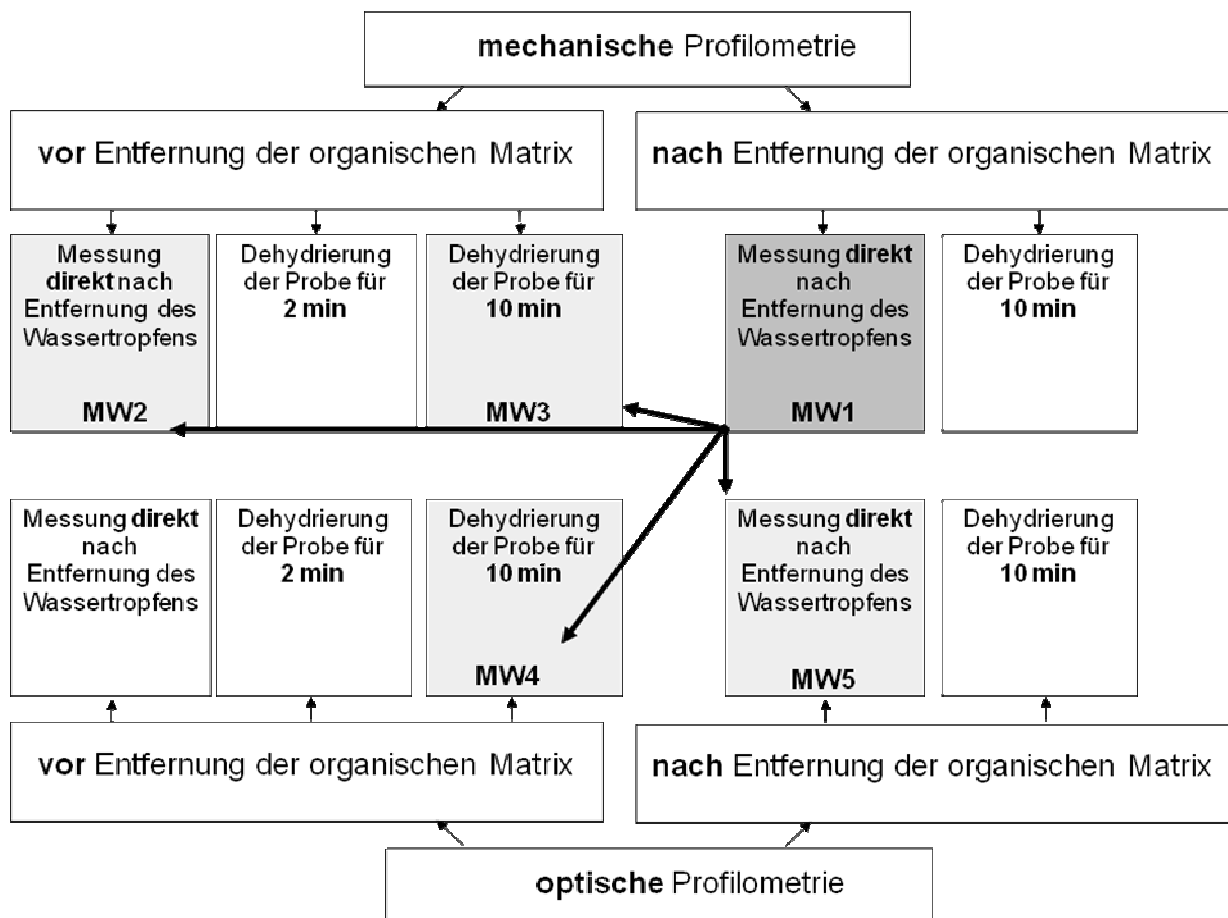 mechanische Profilometrie
vor Entfernung der organischen Matrix
nach Entfernung der organischen Matrix
Messung
direkt nach
Entfernung des
Wassertropfens
MW2
Dehydrierung
der Probe für
2 min
Dehydrierung
der Probe für
10 min
MW3
Messung direkt
nach
Entfernung des
Wassertropfens
MW1
Dehydrierung
der Probe für
10 min
Messung direkt
nach
Entfernung des
Wassertropfens
Dehydrierung
der Probe für
2 min
Dehydrierung
der Probe für
10 min
MW4
Messung direkt
nach
Entfernung des
Wassertropfens
MW5
Dehydrierung
der Probe für
10 min
vor Entfernung der organischen Matrix
nach Entfernung der organischen Matrix
optische Profilometrie